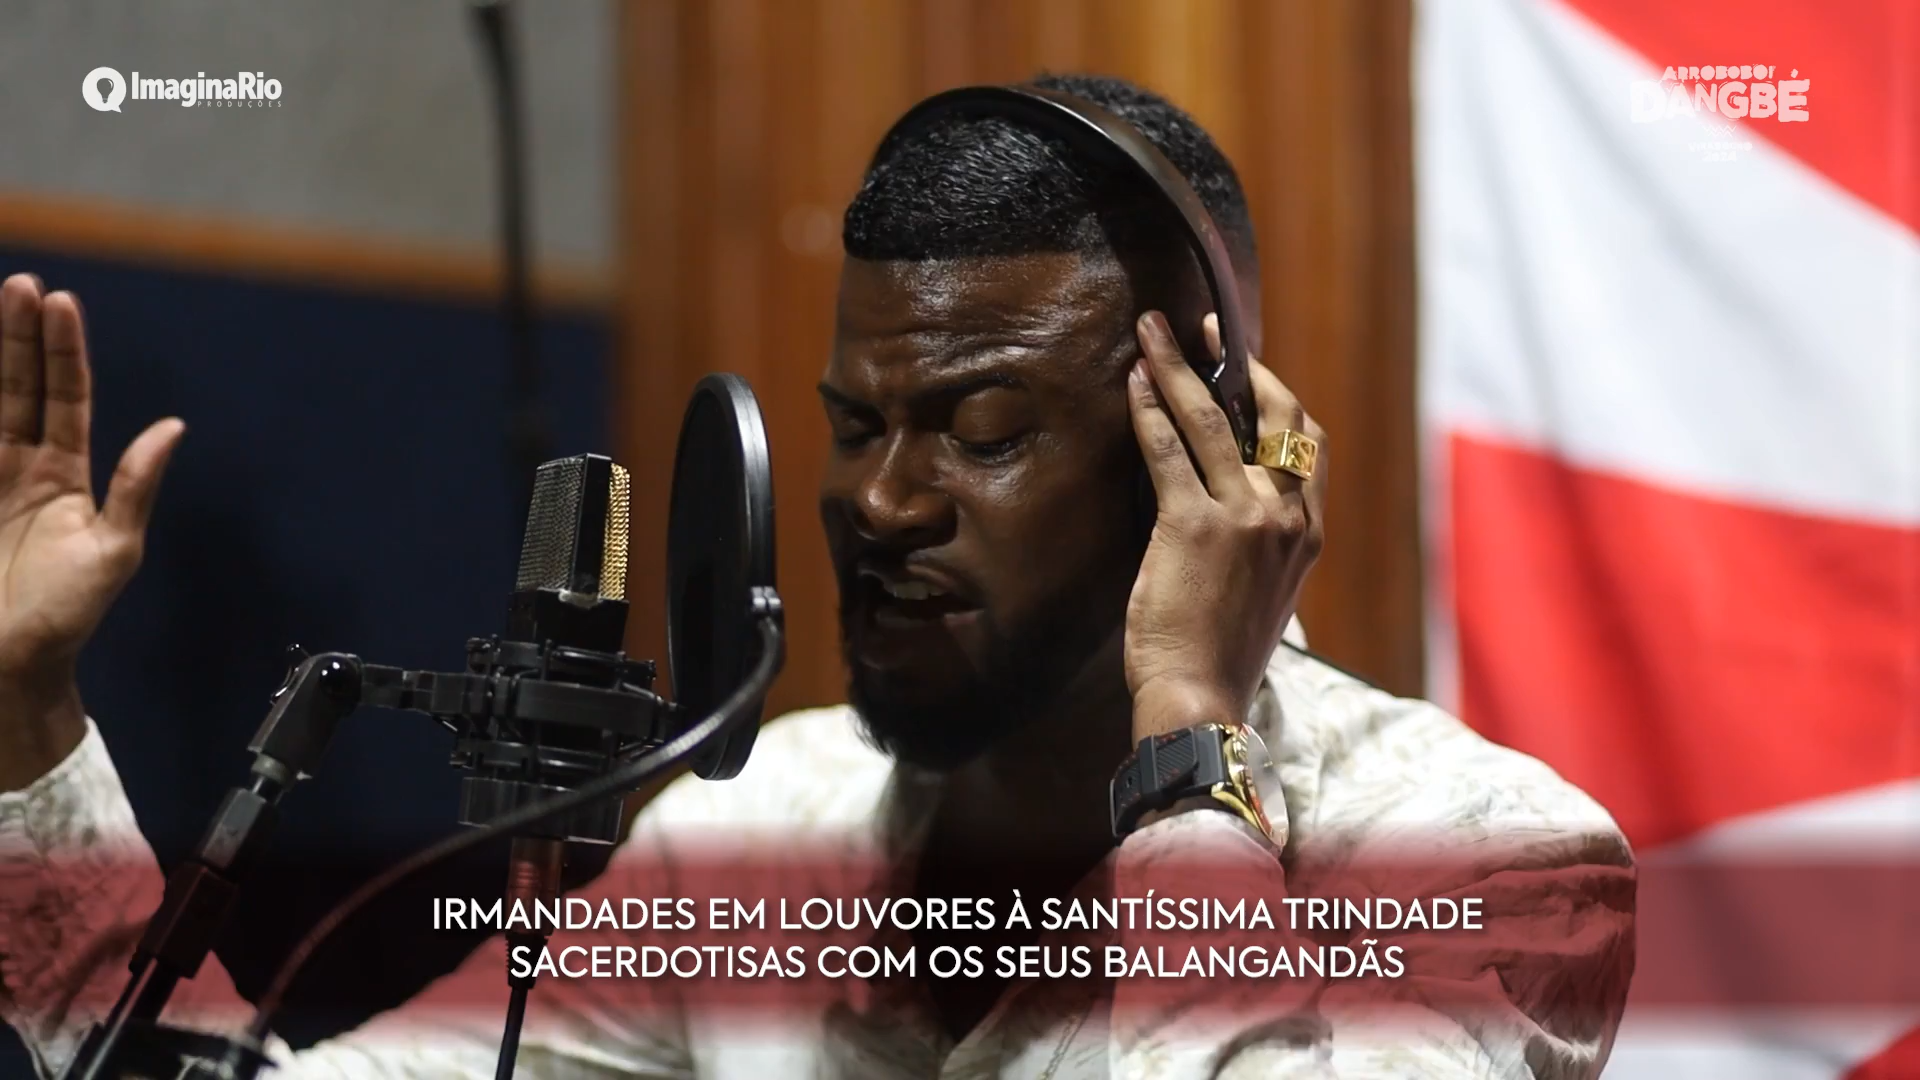 ImaginaRio
PRODUÇÕES
ARROBOBOI
DANGBÉ
IRMANDADES EM LOUVORES À SANTÍSSIMA TRINDADE
SACERDOTISAS COM OS SEUS BALANGANDÃS